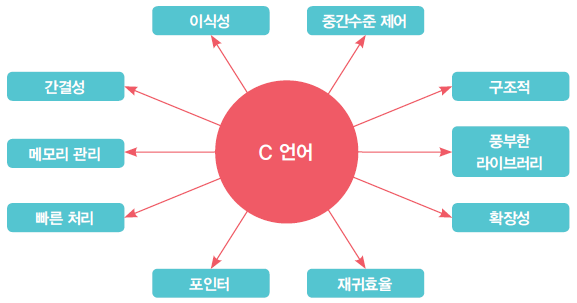 이식성
중간수준 제어
간결성
구조적
메모리 관리
C 언어
풍부한
라이브러리
빠른 처리
확장성
포인터
재귀효율